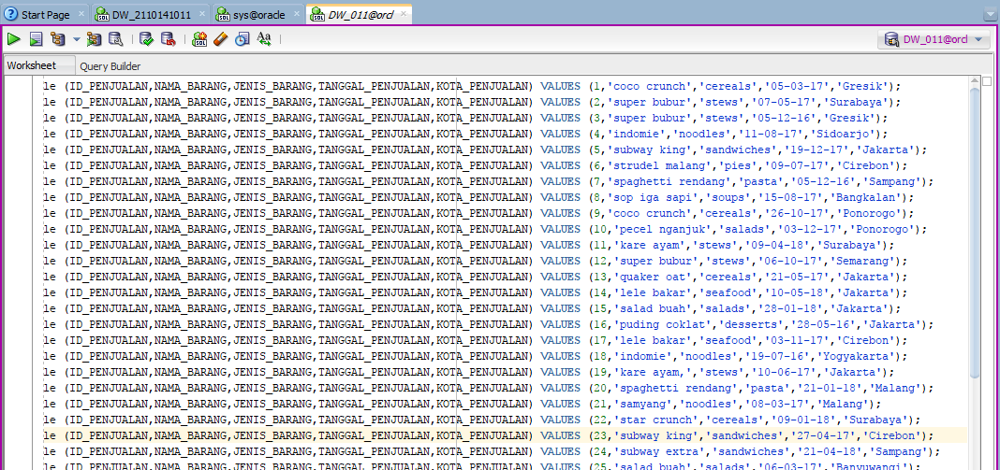 Start Page
DW_2110141011
sys@oracle
DW_011@orcl
DW_011@orcl
Worksheet
Query Builder
le (ID_PENJUALAN,NAMA_BARANG,JENIS_BARANG,TANGGAL_PENJUALAN,KOTA_PENJUALAN) VALUES (1,'coco crunch','cereals','05-03-17','Gresik');
le (ID_PENJUALAN,NAMA_BARANG,JENIS_BARANG,TANGGAL_PENJUALAN,KOTA_PENJUALAN) VALUES (2,'super bubur','stews','07-05-17','Surabaya');
le (ID_PENJUALAN,NAMA_BARANG,JENIS_BARANG,TANGGAL_PENJUALAN,KOTA_PENJUALAN) VALUES (3,'super bubur','stews','05-12-16','Gresik');
le (ID_PENJUALAN,NAMA_BARANG,JENIS_BARANG,TANGGAL_PENJUALAN,KOTA_PENJUALAN) VALUES (4,'indomie','noodles','11-08-17','Sidoarjo');
le (ID_PENJUALAN,NAMA_BARANG,JENIS_BARANG,TANGGAL_PENJUALAN,KOTA_PENJUALAN) VALUES (5,'subway king','sandwiches','19-12-17','Jakarta');
le (ID_PENJUALAN,NAMA_BARANG,JENIS_BARANG,TANGGAL_PENJUALAN,KOTA_PENJUALAN) VALUES (6,'strudel malang','pies','09-07-17','Cirebon');
le (ID_PENJUALAN,NAMA_BARANG,JENIS_BARANG,TANGGAL_PENJUALAN,KOTA_PENJUALAN) VALUES (7,'spaghetti rendang','pasta','05-12-16','Sampang');
le (ID_PENJUALAN,NAMA_BARANG,JENIS_BARANG,TANGGAL_PENJUALAN,KOTA_PENJUALAN) VALUES (8,'sop iga sapi','soups','15-08-17','Bangkalan');
le (ID_PENJUALAN,NAMA_BARANG,JENIS_BARANG,TANGGAL_PENJUALAN,KOTA_PENJUALAN) VALUES (9,'coco crunch','cereals','26-10-17','Ponorogo');
le (ID_PENJUALAN,NAMA_BARANG,JENIS_BARANG,TANGGAL_PENJUALAN,KOTA_PENJUALAN) VALUES (10,'pecel nganjuk','salads','03-12-17','Ponorogo');
le (ID_PENJUALAN,NAMA_BARANG,JENIS_BARANG,TANGGAL_PENJUALAN,KOTA_PENJUALAN) VALUES (11,'kare ayam','stews','09-04-18','Surabaya');
le (ID_PENJUALAN,NAMA_BARANG,JENIS_BARANG,TANGGAL_PENJUALAN,KOTA_PENJUALAN) VALUES (12,'super bubur','stews','06-10-17','Semarang');
le (ID_PENJUALAN,NAMA_BARANG,JENIS_BARANG,TANGGAL_PENJUALAN,KOTA_PENJUALAN) VALUES (13,'quaker oat','cereals','21-05-17','Jakarta');
le (ID_PENJUALAN,NAMA_BARANG,JENIS_BARANG,TANGGAL_PENJUALAN,KOTA_PENJUALAN) VALUES (14,'lele bakar','seafood','10-05-18','Jakarta');
le (ID_PENJUALAN,NAMA_BARANG,JENIS_BARANG,TANGGAL_PENJUALAN,KOTA_PENJUALAN) VALUES (15,'salad buah','salads','28-01-18','Jakarta');
le (ID_PENJUALAN,NAMA_BARANG,JENIS_BARANG,TANGGAL_PENJUALAN,KOTA_PENJUALAN) VALUES (16,'puding coklat','desserts','28-05-16','Jakarta');
le (ID_PENJUALAN,NAMA_BARANG,JENIS_BARANG,TANGGAL_PENJUALAN,KOTA_PENJUALAN) VALUES (17,'lele bakar','seafood','03-11-17','Cirebon');
le (ID_PENJUALAN,NAMA_BARANG,JENIS_BARANG,TANGGAL_PENJUALAN,KOTA_PENJUALAN) VALUES (18,'indomie','noodles','19-07-16','Yogyakarta');
le (ID_PENJUALAN,NAMA_BARANG,JENIS_BARANG,TANGGAL_PENJUALAN,KOTA_PENJUALAN) VALUES (19,'kare ayam,','stews','10-06-17','Jakarta');
le (ID_PENJUALAN,NAMA_BARANG,JENIS_BARANG,TANGGAL_PENJUALAN,KOTA_PENJUALAN) VALUES (20,'spaghetti rendang','pasta','21-01-18','Malang');
le (ID_PENJUALAN,NAMA_BARANG,JENIS_BARANG,TANGGAL_PENJUALAN,KOTA_PENJUALAN) VALUES (21,'samyang','noodles','08-03-17','Malang');
le (ID_PENJUALAN,NAMA_BARANG,JENIS_BARANG,TANGGAL_PENJUALAN,KOTA_PENJUALAN) VALUES (22,'star crunch','cereals','09-01-18','Surabaya');
le (ID_PENJUALAN,NAMA_BARANG,JENIS_BARANG,TANGGAL_PENJUALAN,KOTA_PENJUALAN) VALUES (23,'subway king','sandwiches','27-04-17','Cirebon');
le (ID_PENJUALAN,NAMA_BARANG,JENIS_BARANG,TANGGAL_PENJUALAN,KOTA_PENJUALAN) VALUES (24,'subway extra','sandwiches','21-04-18','Sampang');
le (ID_PENJUALAN,NAMA_BARANG,JENIS_BARANG,TANGGAL_PENJUALAN,KOTA_PENJUALAN) VALUES (25,'salad buah','salads','06-03-17','Banyuwangi');